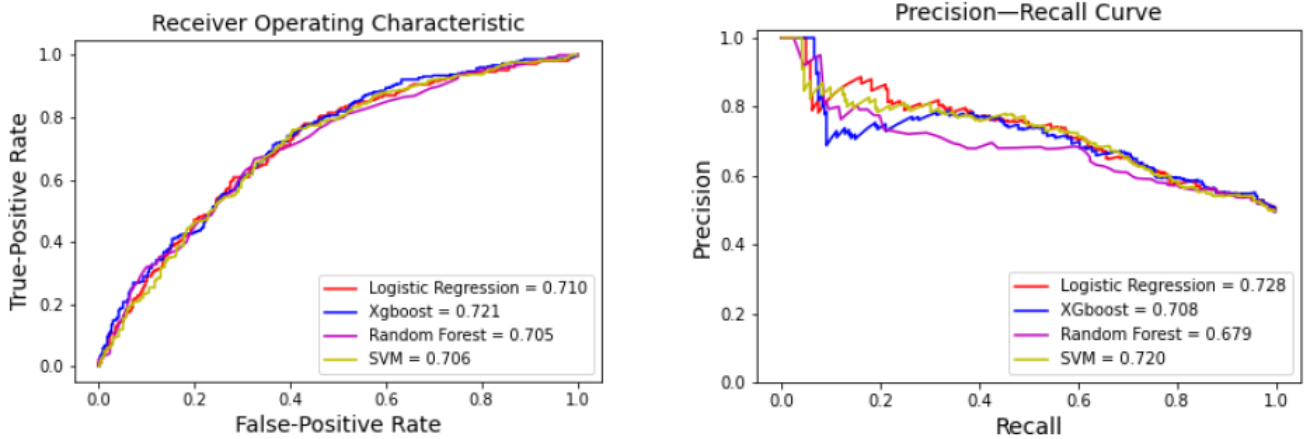 Receiver Operating Characteristic
True-Positive Rate
1.0
0.8
0.6
0.4
0.2
0.0
Logistic Regression = 0.710
Xgboost = 0.721
Random Forest = 0.705
SVM = 0.706
0.0 0.2 0.4 0.6 0.8 1.0
False-Positive Rate
Precision—Recall Curve
Precision
1.0
0.8
0.6
0.4
0.2
0.0
Logistic Regression = 0.728
XGboost = 0.708
Random Forest = 0.679
SVM = 0.720
0.0 0.2 0.4 0.6 0.8 1.0
Recall